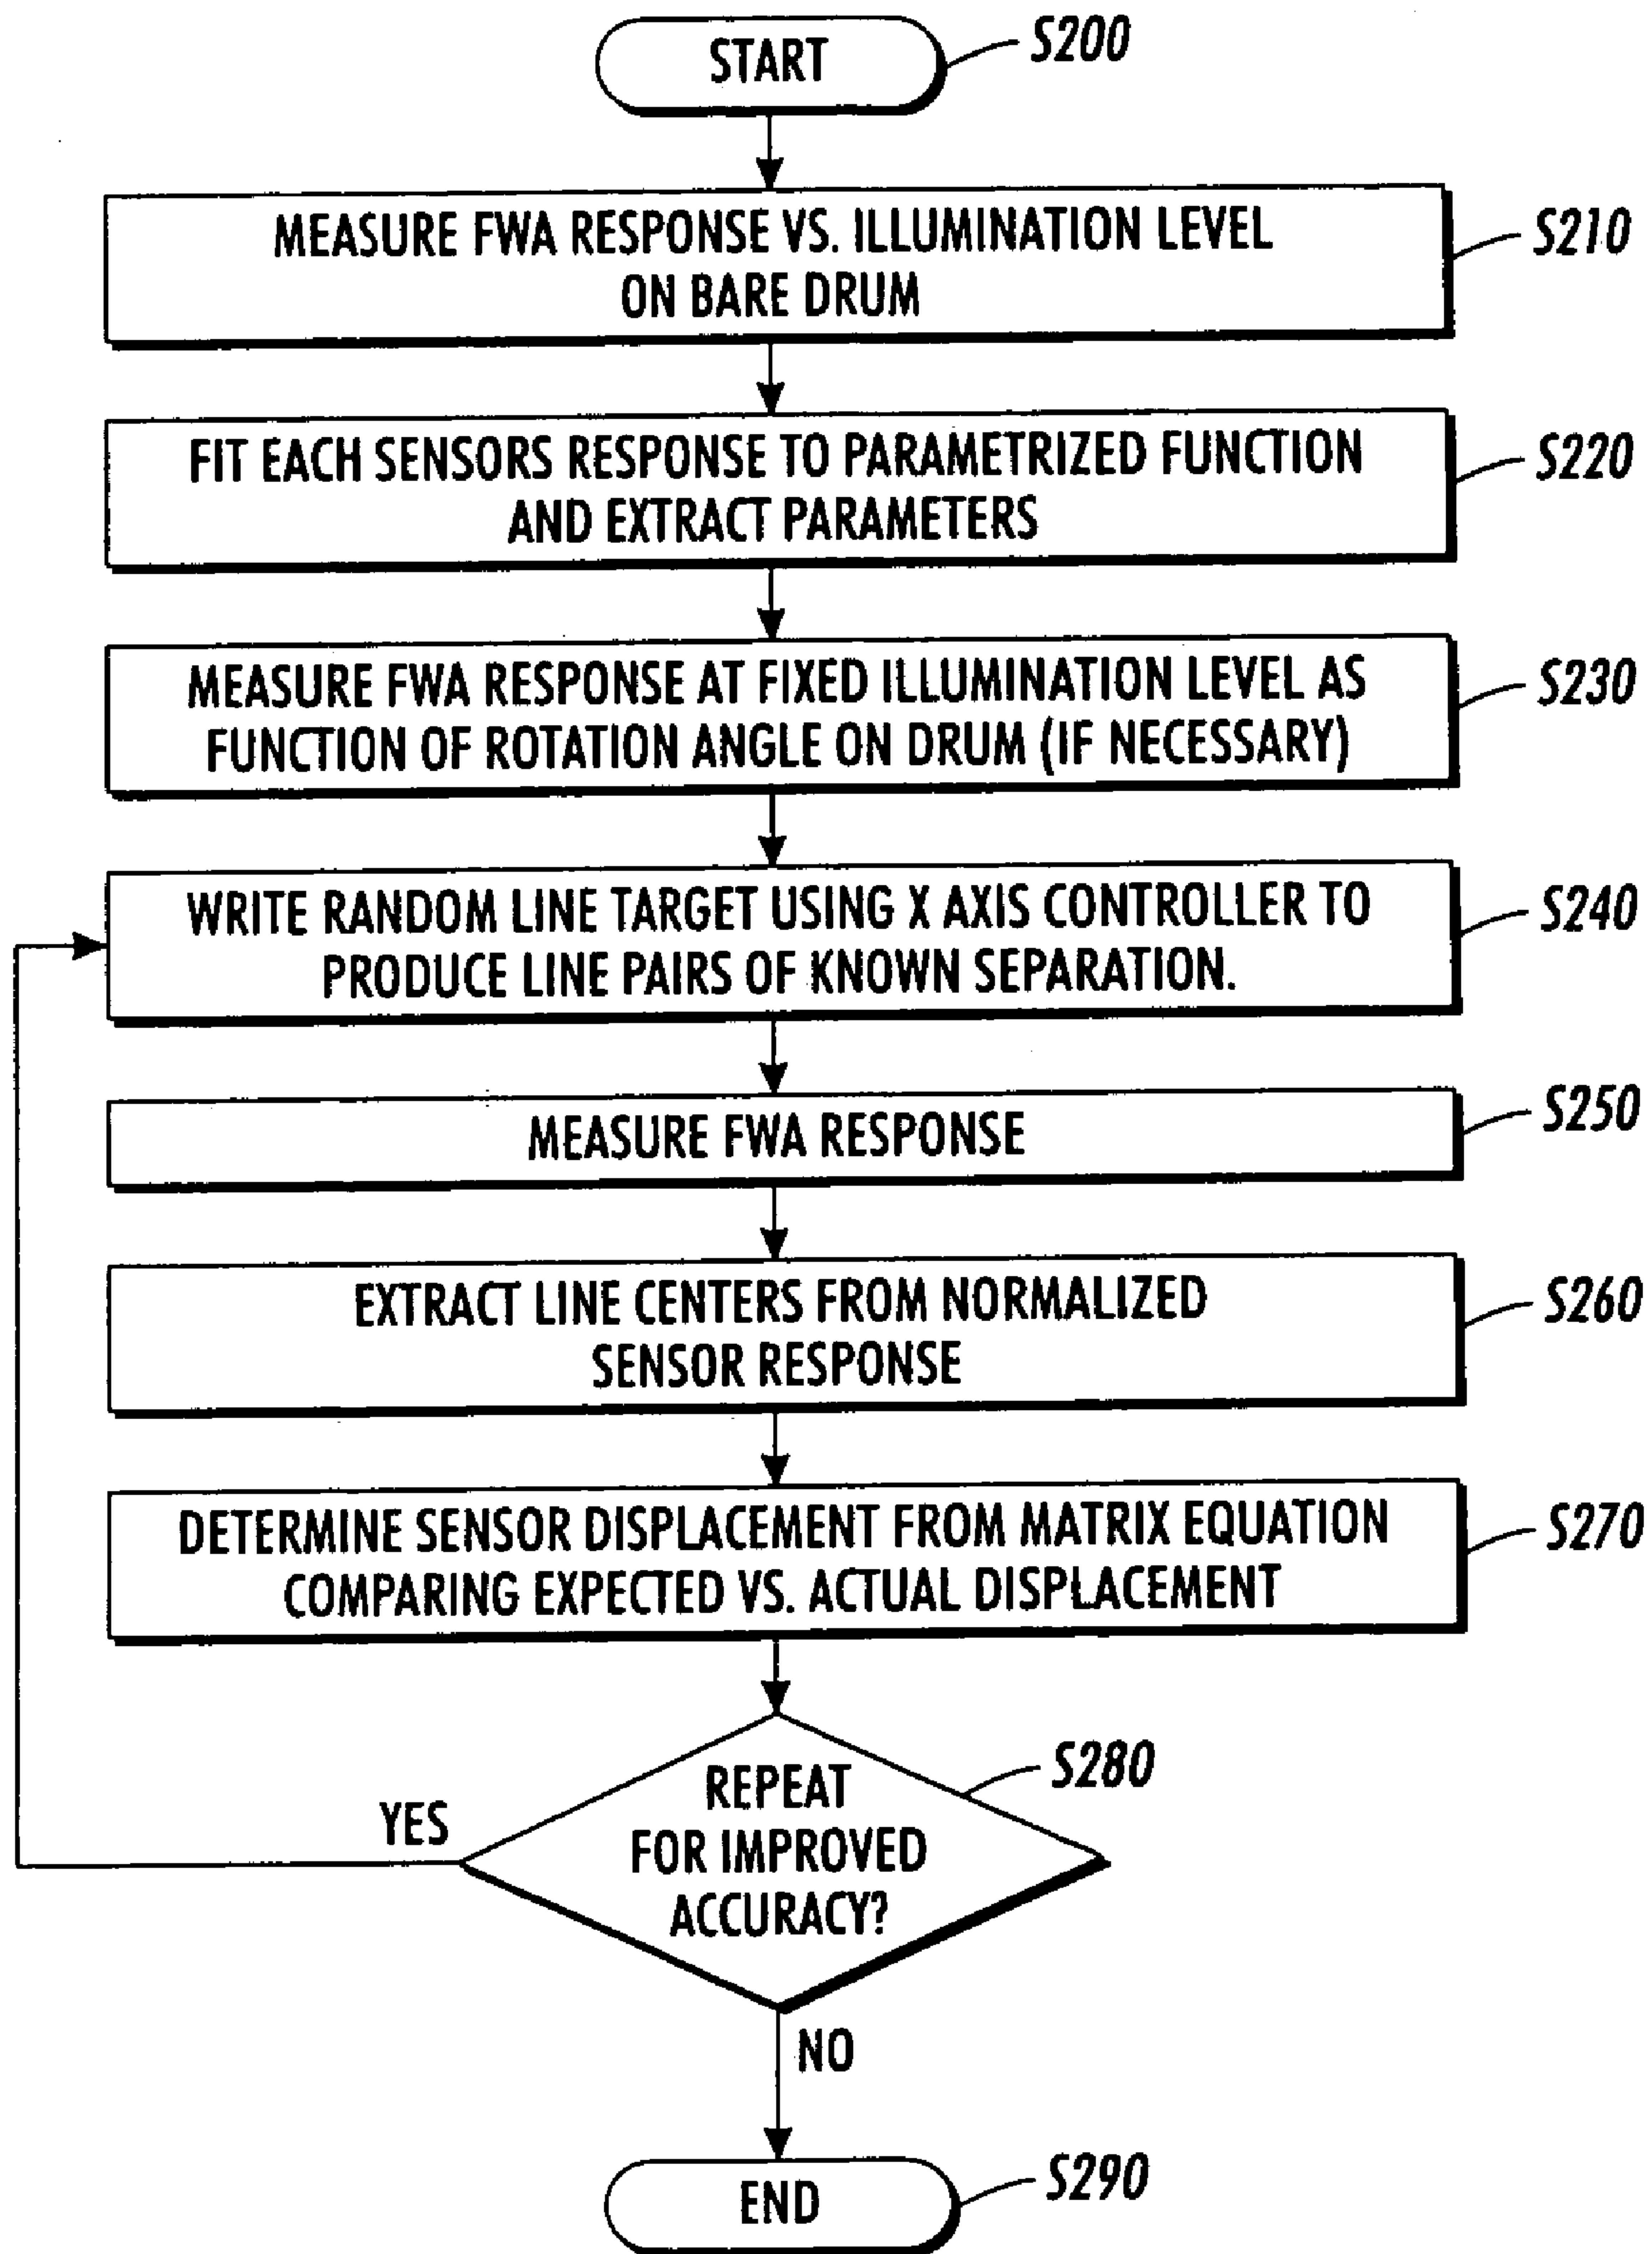 START
S200
MEASURE FWA RESPONSE VS. ILLUMINATION LEVEL
ON BARE DRUM
S210
FIT EACH SENSORS RESPONSE TO PARAMETRIZED FUNCTION
AND EXTRACT PARAMETERS
S220
MEASURE FWA RESPONSE AT FIXED ILLUMINATION LEVEL AS
FUNCTION OF ROTATION ANGLE ON DRUM (IF NECESSARY)
S230
WRITE RANDOM LINE TARGET USING X AXIS CONTROLLER TO
PRODUCE LINE PAIRS OF KNOWN SEPARATION.
S240
MEASURE FWA RESPONSE
S250
EXTRACT LINE CENTERS FROM NORMALIZED
SENSOR RESPONSE
S260
DETERMINE SENSOR DISPLACEMENT FROM MATRIX EQUATION
COMPARING EXPECTED VS. ACTUAL DISPLACEMENT
S270
REPEAT
FOR IMPROVED
ACCURACY?
S280
YES
NO
END
S290